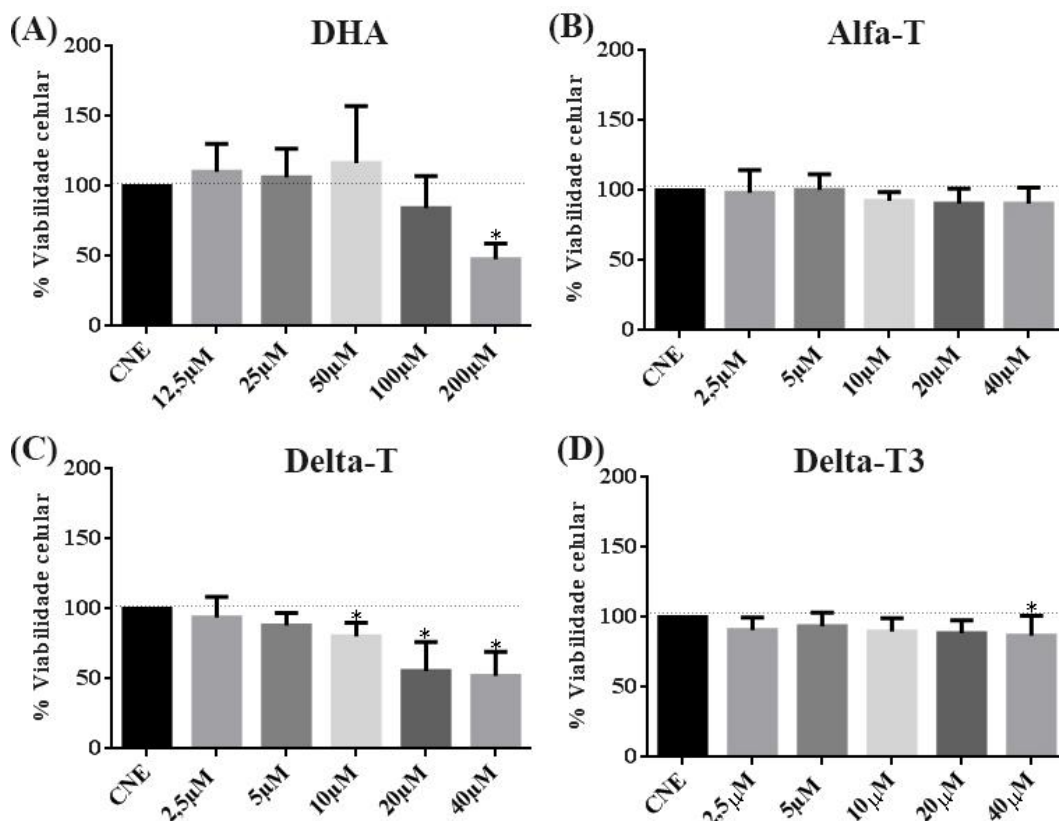 (A)
DHA
% Viabilidade celular
200
150
100
50
0
*
CNE
12,5µM
25µM
50µM
100µM
200µM
(B)
Alfa-T
% Viabilidade celular
200
150
100
50
0
CNE
2,5µM
5µM
10µM
20µM
40µM
(C)
Delta-T
% Viabilidade celular
200
150
100
50
0
*
*
*
CNE
2,5µM
5µM
10µM
20µM
40µM
(D)
Delta-T3
% Viabilidade celular
200
150
100
50
0
*
CNE
2,5µM
5µM
10µM
20µM
40µM